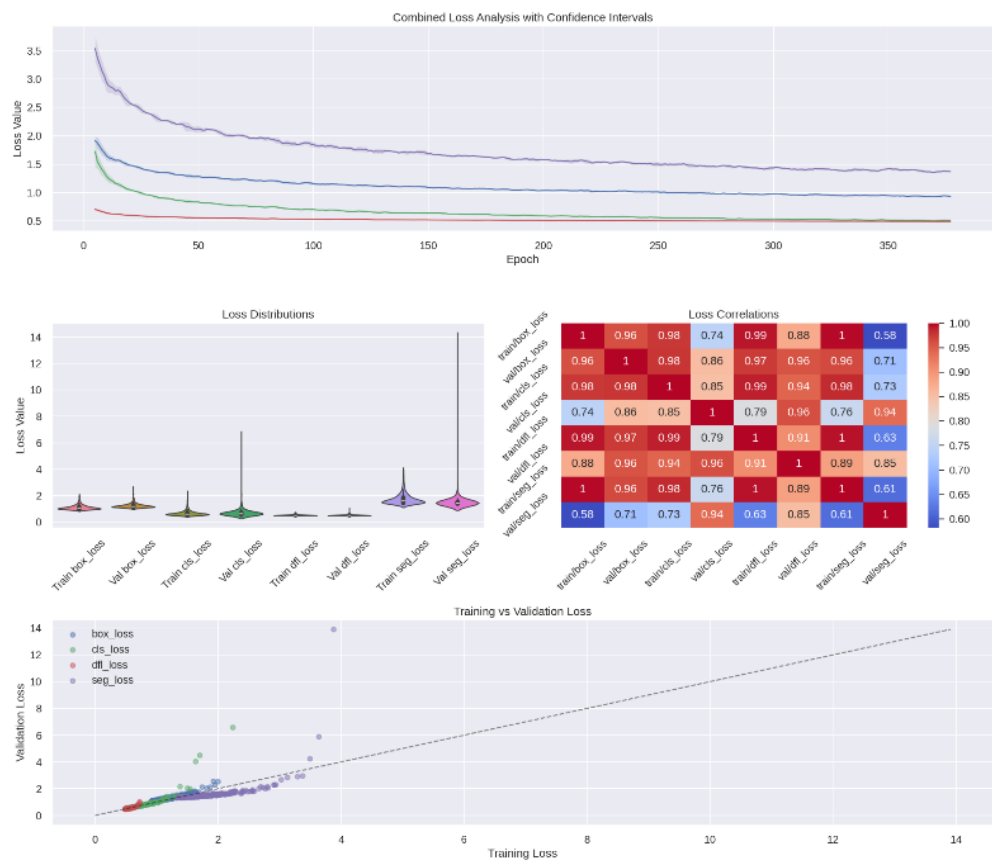 Combined Loss Analysis with Confidence Intervals
Loss Value
3.5
3.0
2.5
2.0
1.5
1.0
0.5
0 50 100 150 200 250 300 350
Epoch
Loss Distributions
Loss Value
14
12
10
8
6
4
2
0
Train box_loss
Val box_loss
Train cls_loss
Val cls_loss
Train dfl_loss
Val dfl_loss
Train seg_loss
Val seg_loss
Loss Correlations
train/box_loss 1 0.96 0.98 0.74 0.99 0.88 1 0.58
val/box_loss 0.96 1 0.98 0.86 0.97 0.96 0.96 0.71
train/cls_loss 0.98 0.98 1 0.85 0.99 0.94 0.98 0.73
val/cls_loss 0.74 0.86 0.85 1 0.79 0.96 0.76 0.94
train/dfl_loss 0.99 0.97 0.99 0.79 1 0.91 1 0.63
val/dfl_loss 0.88 0.96 0.94 0.96 0.91 1 0.89 0.85
train/seg_loss 1 0.96 0.98 0.76 1 0.89 1 0.61
val/seg_loss 0.58 0.71 0.73 0.94 0.63 0.85 0.61 1
train/box_loss
val/box_loss
train/cls_loss
val/cls_loss
train/dfl_loss
val/dfl_loss
train/seg_loss
val/seg_loss
1.00
0.95
0.90
0.85
0.80
0.75
0.70
0.65
0.60
Training vs Validation Loss
Validation Loss
14
12
10
8
6
4
2
0
box_loss
cls_loss
dfl_loss
seg_loss
0 2 4 6 8 10 12 14
Training Loss